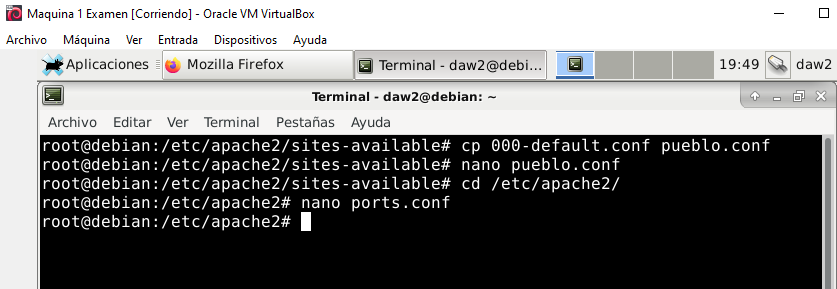 Maquina 1 Examen [Corriendo] - Oracle VM VirtualBox
Archivo Máquina Ver Entrada Dispositivos Ayuda
Aplicaciones Mozilla Firefox Terminal - daw2@debi... 19:49 daw2
Terminal - daw2@debian: ~
Archivo Editar Ver Terminal Pestañas Ayuda
root@debian:/etc/apache2/sites-available# cp 000-default.conf pueblo.conf
root@debian:/etc/apache2/sites-available# nano pueblo.conf
root@debian:/etc/apache2/sites-available# cd /etc/apache2/
root@debian:/etc/apache2# nano ports.conf
root@debian:/etc/apache2#